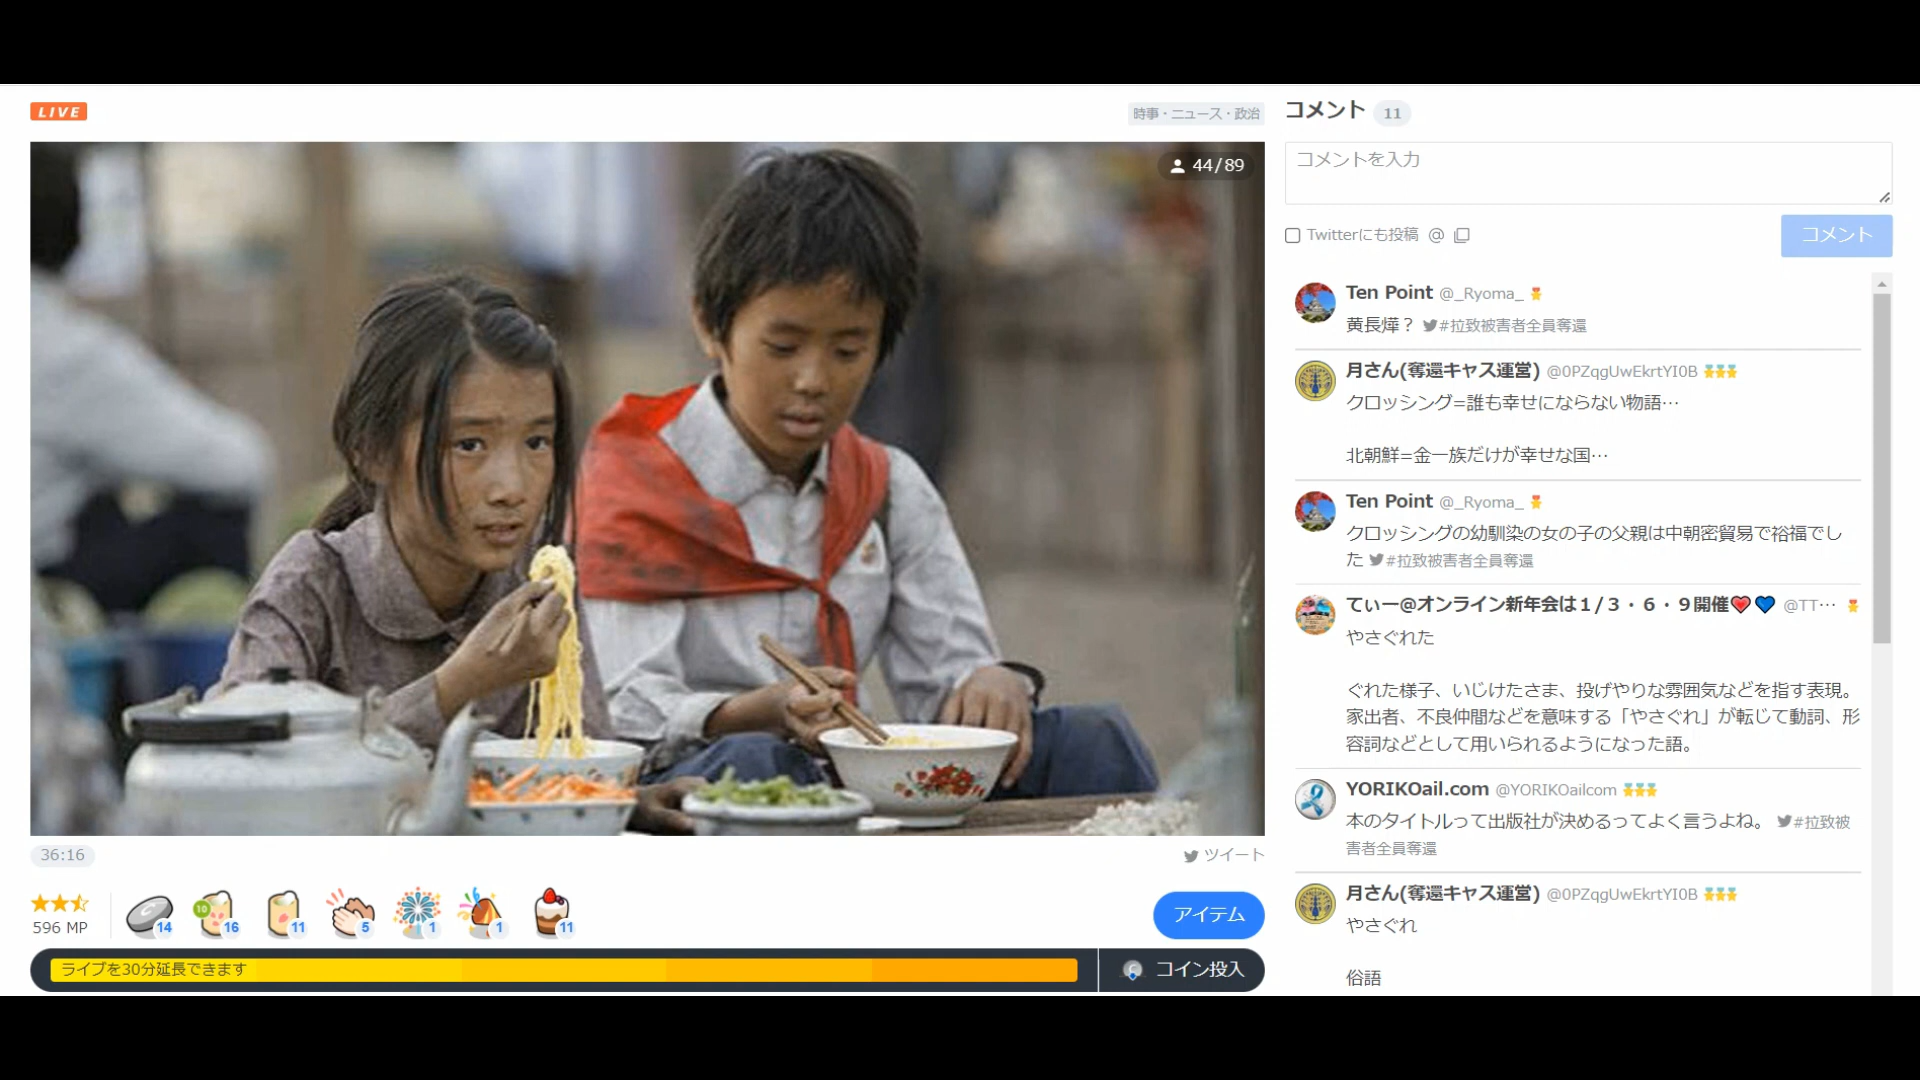 LIVE
時事・ニュース・政治
44/89
36:16
ツイート
596 MP
14
10
16
11
5
1
1
11
アイテム
ライブを30分延長できます
コイン投入
コメント 11
コメントを入力
Twitterにも投稿 @
コメント
Ten Point @_Ryoma_
黄長燁？ #拉致被害者全員奪還
月さん(奪還キャス運営) @0PZqgUwEkrtYI0B
クロッシング=誰も幸せにならない物語…
北朝鮮=金一族だけが幸せな国…
Ten Point @_Ryoma_
クロッシングの幼馴染の女の子の父親は中朝密貿易で裕福でし
た #拉致被害者全員奪還
てぃー@オンライン新年会は１/３・６・９開催❤️💙 @TT…
やさぐれた
ぐれた様子、いじけたさま、投げやりな雰囲気などを指す表現。
家出者、不良仲間などを意味する「やさぐれ」が転じて動詞、形
容詞などとして用いられるようになった語。
YORIKOail.com @YORIKOailcom
本のタイトルって出版社が決めるってよく言うよね。 #拉致被
害者全員奪還
月さん(奪還キャス運営) @0PZqgUwEkrtYI0B
やさぐれ
俗語